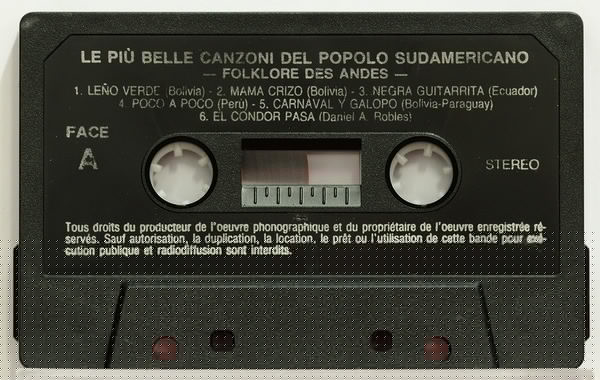 LE PIÙ BELLE CANZONI DEL POPOLO SUDAMERICANO
— FOLKLORE DES ANDES —
1. LEÑO VERDE (Bolivia) - 2. MAMA CRIZO (Bolivia) - 3. NEGRA GUITARRITA (Ecuador)
4. POCO A POCO (Perù) - 5. CARNAVAL Y GALOPO (Bolivia-Paraguay)
6. EL CONDOR PASA (Daniel A. Robles)
FACE
A
STEREO
Tous droits du producteur de l'oeuvre phonographique et du propriétaire de l'oeuvre enregistrée ré-
servés. Sauf autorisation, la duplication, la location, le prêt ou l'utilisation de cette bande pour exé-
cution publique et radiodiffusion sont interdits.